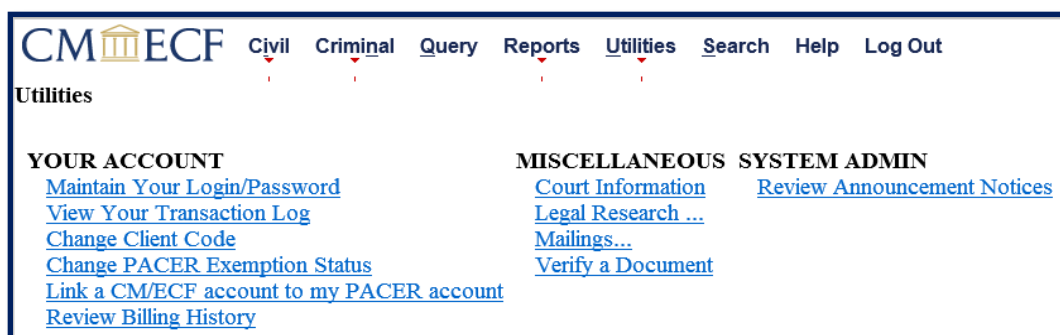 CM ECF Civil Criminal Query Reports Utilities Search Help Log Out
Utilities
YOUR ACCOUNT
Maintain Your Login/Password
View Your Transaction Log
Change Client Code
Change PACER Exemption Status
Link a CM/ECF account to my PACER account
Review Billing History
MISCELLANEOUS
Court Information
Legal Research ...
Mailings...
Verify a Document
SYSTEM ADMIN
Review Announcement Notices